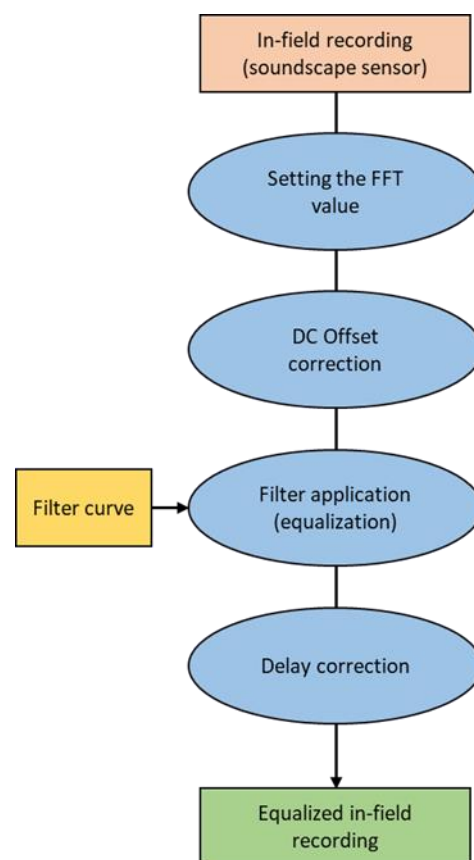 In-field recording
(soundscape sensor)
Setting the FFT
value
DC Offset
correction
Filter curve
Filter application
(equalization)
Delay correction
Equalized in-field
recording